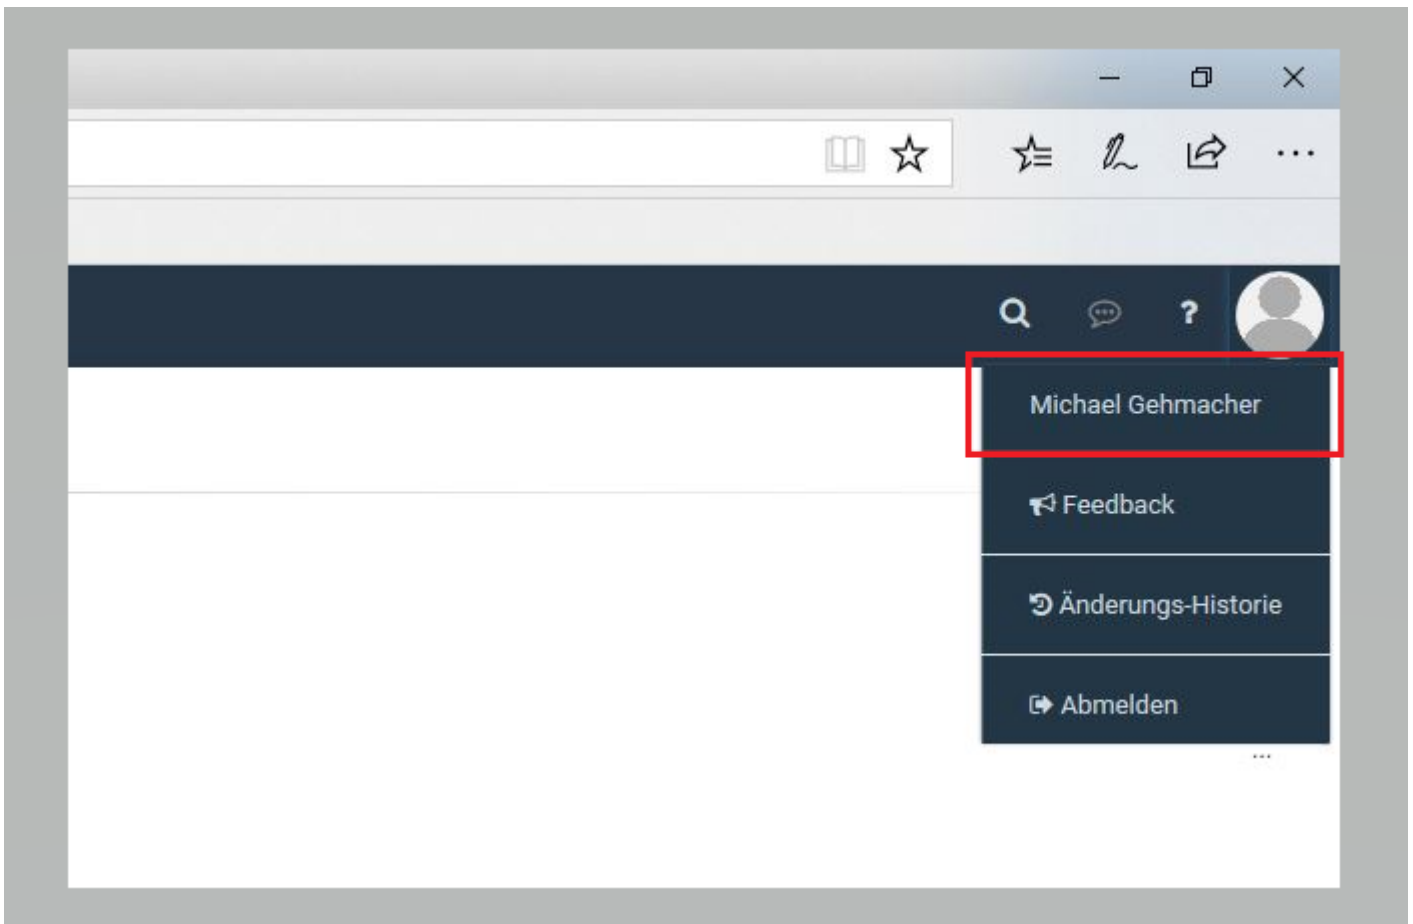 ?
Michael Gehmacher
Feedback
Änderungs-Historie
Abmelden
...